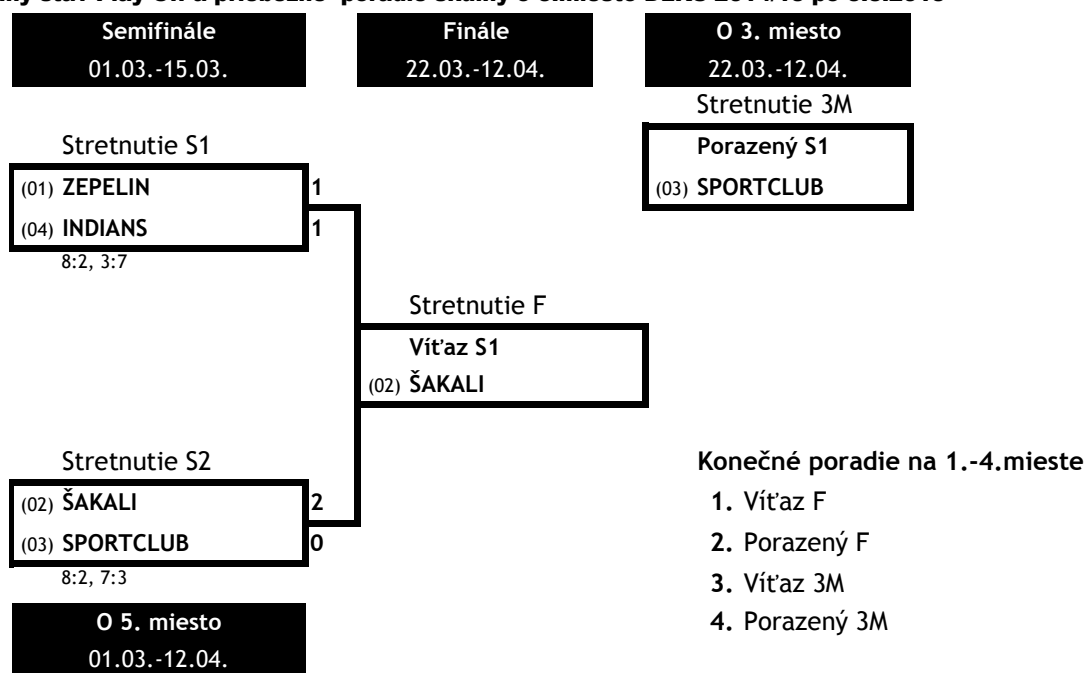 Semifinále
01.03.-15.03.
Finále
22.03.-12.04.
O 3. miesto
22.03.-12.04.
Stretnutie 3M
Porazený S1
(03) SPORTCLUB
Stretnutie S1
(01) ZEPELIN 1
(04) INDIANS 1
8:2, 3:7
Stretnutie F
Víťaz S1
(02) ŠAKALI
Stretnutie S2
(02) ŠAKALI 2
(03) SPORTCLUB 0
8:2, 7:3
Konečné poradie na 1.-4.mieste
1. Víťaz F
2. Porazený F
3. Víťaz 3M
4. Porazený 3M
O 5. miesto
01.03.-12.04.